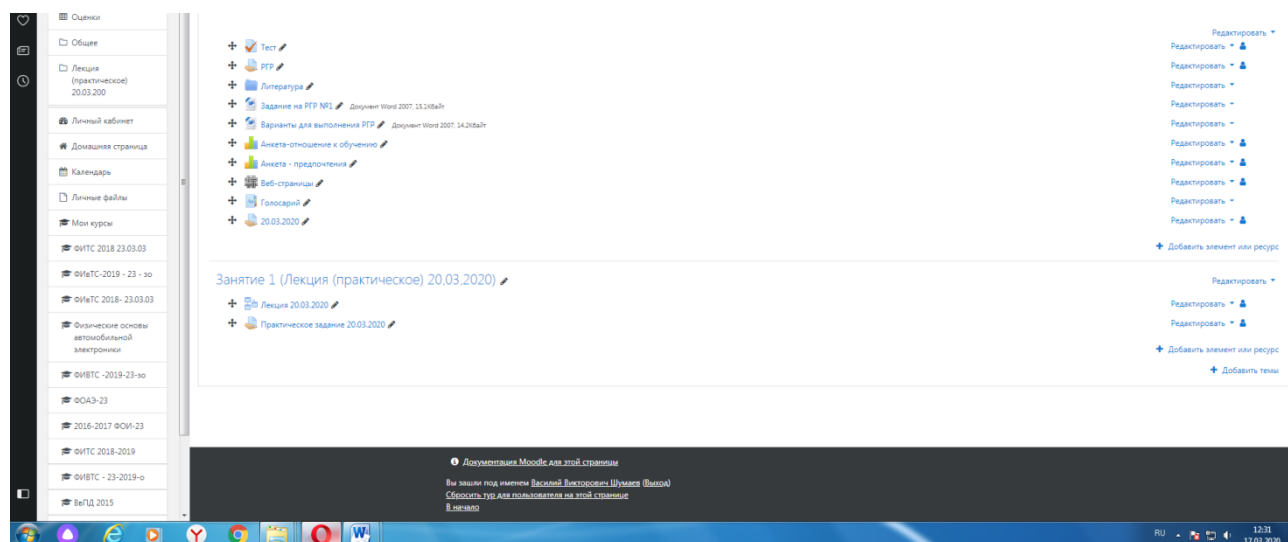 Оценки
Общее
Лекция
(практическое)
20.03.200
Личный кабинет
Домашняя страница
Календарь
Личные файлы
Мои курсы
ФИТС 2018 23.03.03
ФИвТС-2019 - 23 - зо
ФИвТС 2018- 23.03.03
Физические основы
автомобильной
электроники
ФИВТС -2019-23-зо
ФОАЭ-23
2016-2017 ФОИ-23
ФИТС 2018-2019
ФИВТС - 23-2019-о
ВвПД 2015
Редактировать
Тест Редактировать
РГР Редактировать
Литература Редактировать
Задание на РГР №1 Документ Word 2007, 15.1Кбайт Редактировать
Варианты для выполнения РГР Документ Word 2007, 14.2Кбайт Редактировать
Анкета-отношение к обучению Редактировать
Анкета - предпочтения Редактировать
Веб-страницы Редактировать
Голосарий Редактировать
20.03.2020 Редактировать
Добавить элемент или ресурс
Занятие 1 (Лекция (практическое) 20.03.2020) Редактировать
Лекция 20.03.2020 Редактировать
Практическое задание 20.03.2020 Редактировать
Добавить элемент или ресурс
Добавить темы
Документация Moodle для этой страницы
Вы зашли под именем Василий Викторович Шумаев (Выход)
Сбросить тур для пользователя на этой странице
В начало
RU 12:31
17.03.2020